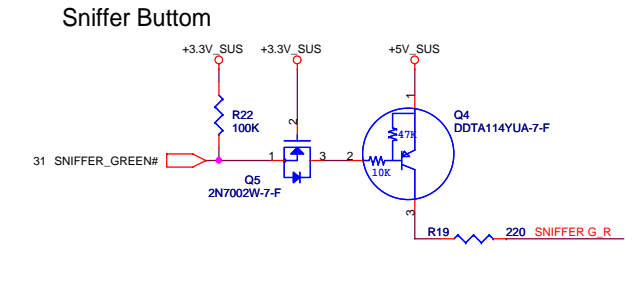 Sniffer Buttom
+3.3V_SUS +3.3V_SUS +5V_SUS
R22
100K
2
1
Q4
DDTA114YUA-7-F
47K
31 SNIFFER_GREEN#
1 3 2
10K
Q5
2N7002W-7-F
3
R19 220 SNIFFER G_R